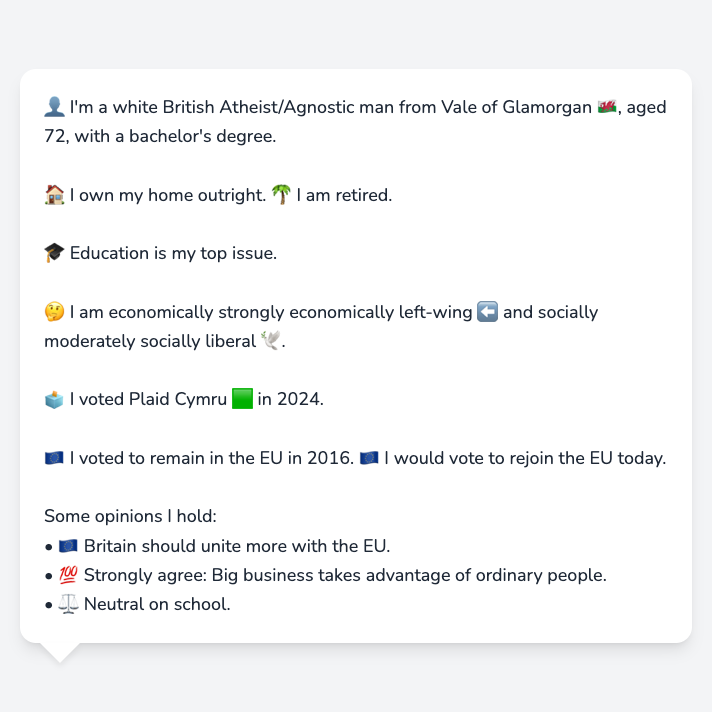 👤 I'm a white British Atheist/Agnostic man from Vale of Glamorgan 🏴󠁧󠁢󠁷󠁬󠁳󠁿, aged
72, with a bachelor's degree.
🏠 I own my home outright. 🌴 I am retired.
🎓 Education is my top issue.
🤔 I am economically strongly economically left-wing ⬅️ and socially
moderately socially liberal 🕊️.
🗳️ I voted Plaid Cymru 🟩 in 2024.
🇪🇺 I voted to remain in the EU in 2016. 🇪🇺 I would vote to rejoin the EU today.
Some opinions I hold:
• 🇪🇺 Britain should unite more with the EU.
• 💯 Strongly agree: Big business takes advantage of ordinary people.
• ⚖️ Neutral on school.